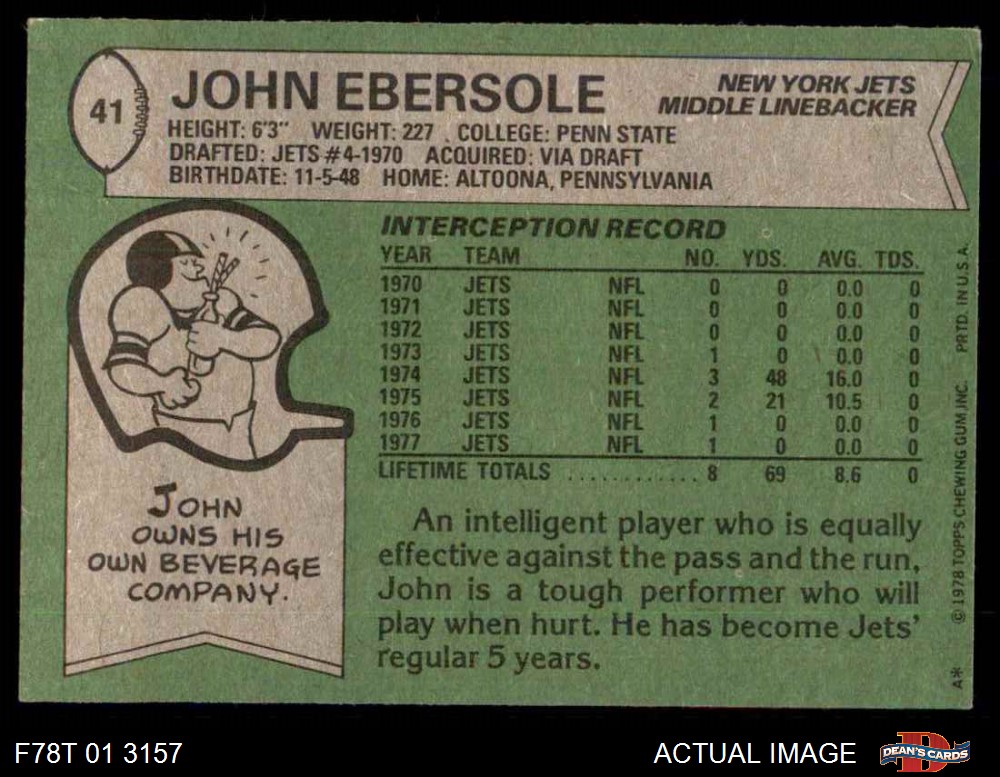 41
JOHN EBERSOLE
NEW YORK JETS
MIDDLE LINEBACKER
HEIGHT: 6'3" WEIGHT: 227 COLLEGE: PENN STATE
DRAFTED: JETS #4-1970 ACQUIRED: VIA DRAFT
BIRTHDATE: 11-5-48 HOME: ALTOONA, PENNSYLVANIA
INTERCEPTION RECORD
YEAR TEAM NO. YDS. AVG. TDS.
1970 JETS NFL 0 0 0.0 0
1971 JETS NFL 0 0 0.0 0
1972 JETS NFL 0 0 0.0 0
1973 JETS NFL 1 0 0.0 0
1974 JETS NFL 3 48 16.0 0
1975 JETS NFL 2 21 10.5 0
1976 JETS NFL 1 0 0.0 0
1977 JETS NFL 1 0 0.0 0
LIFETIME TOTALS ............ 8 69 8.6 0
JOHN
OWNS HIS
OWN BEVERAGE
COMPANY.
An intelligent player who is equally
effective against the pass and the run,
John is a tough performer who will
play when hurt. He has become Jets'
regular 5 years.
A* © 1978 TOPPS CHEWING GUM, INC. PRTD. IN U.S.A.
F78T 01 3157
ACTUAL IMAGE
D
DEAN'S CARDS